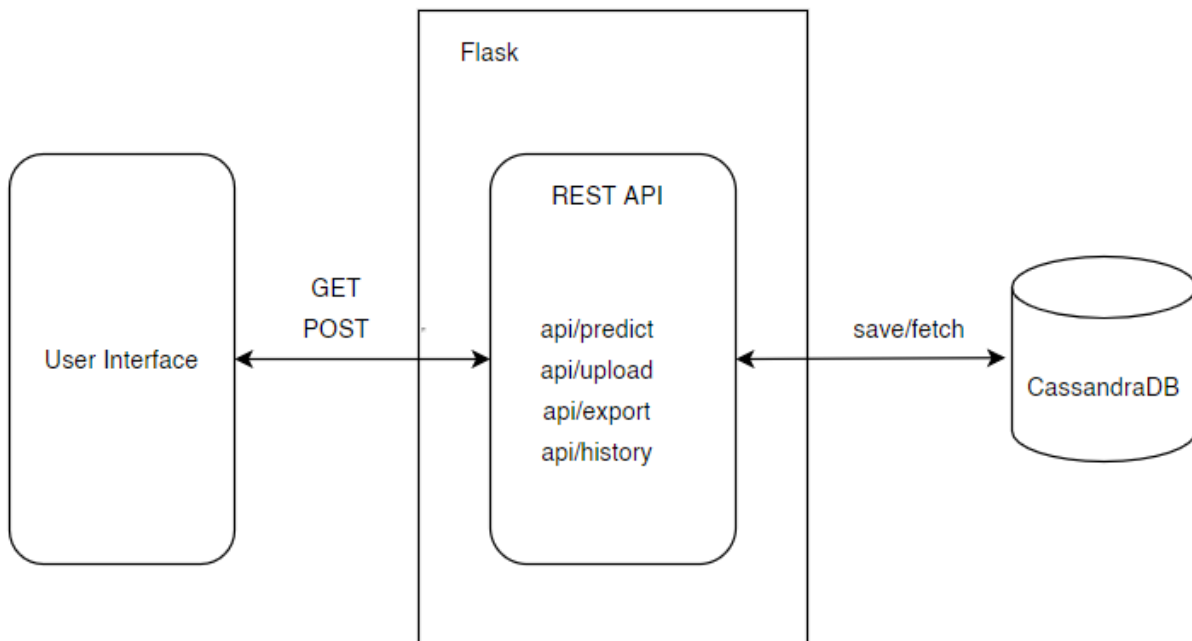 Flask
REST API
GET
POST
User Interface
api/predict
api/upload
api/export
api/history
save/fetch
CassandraDB